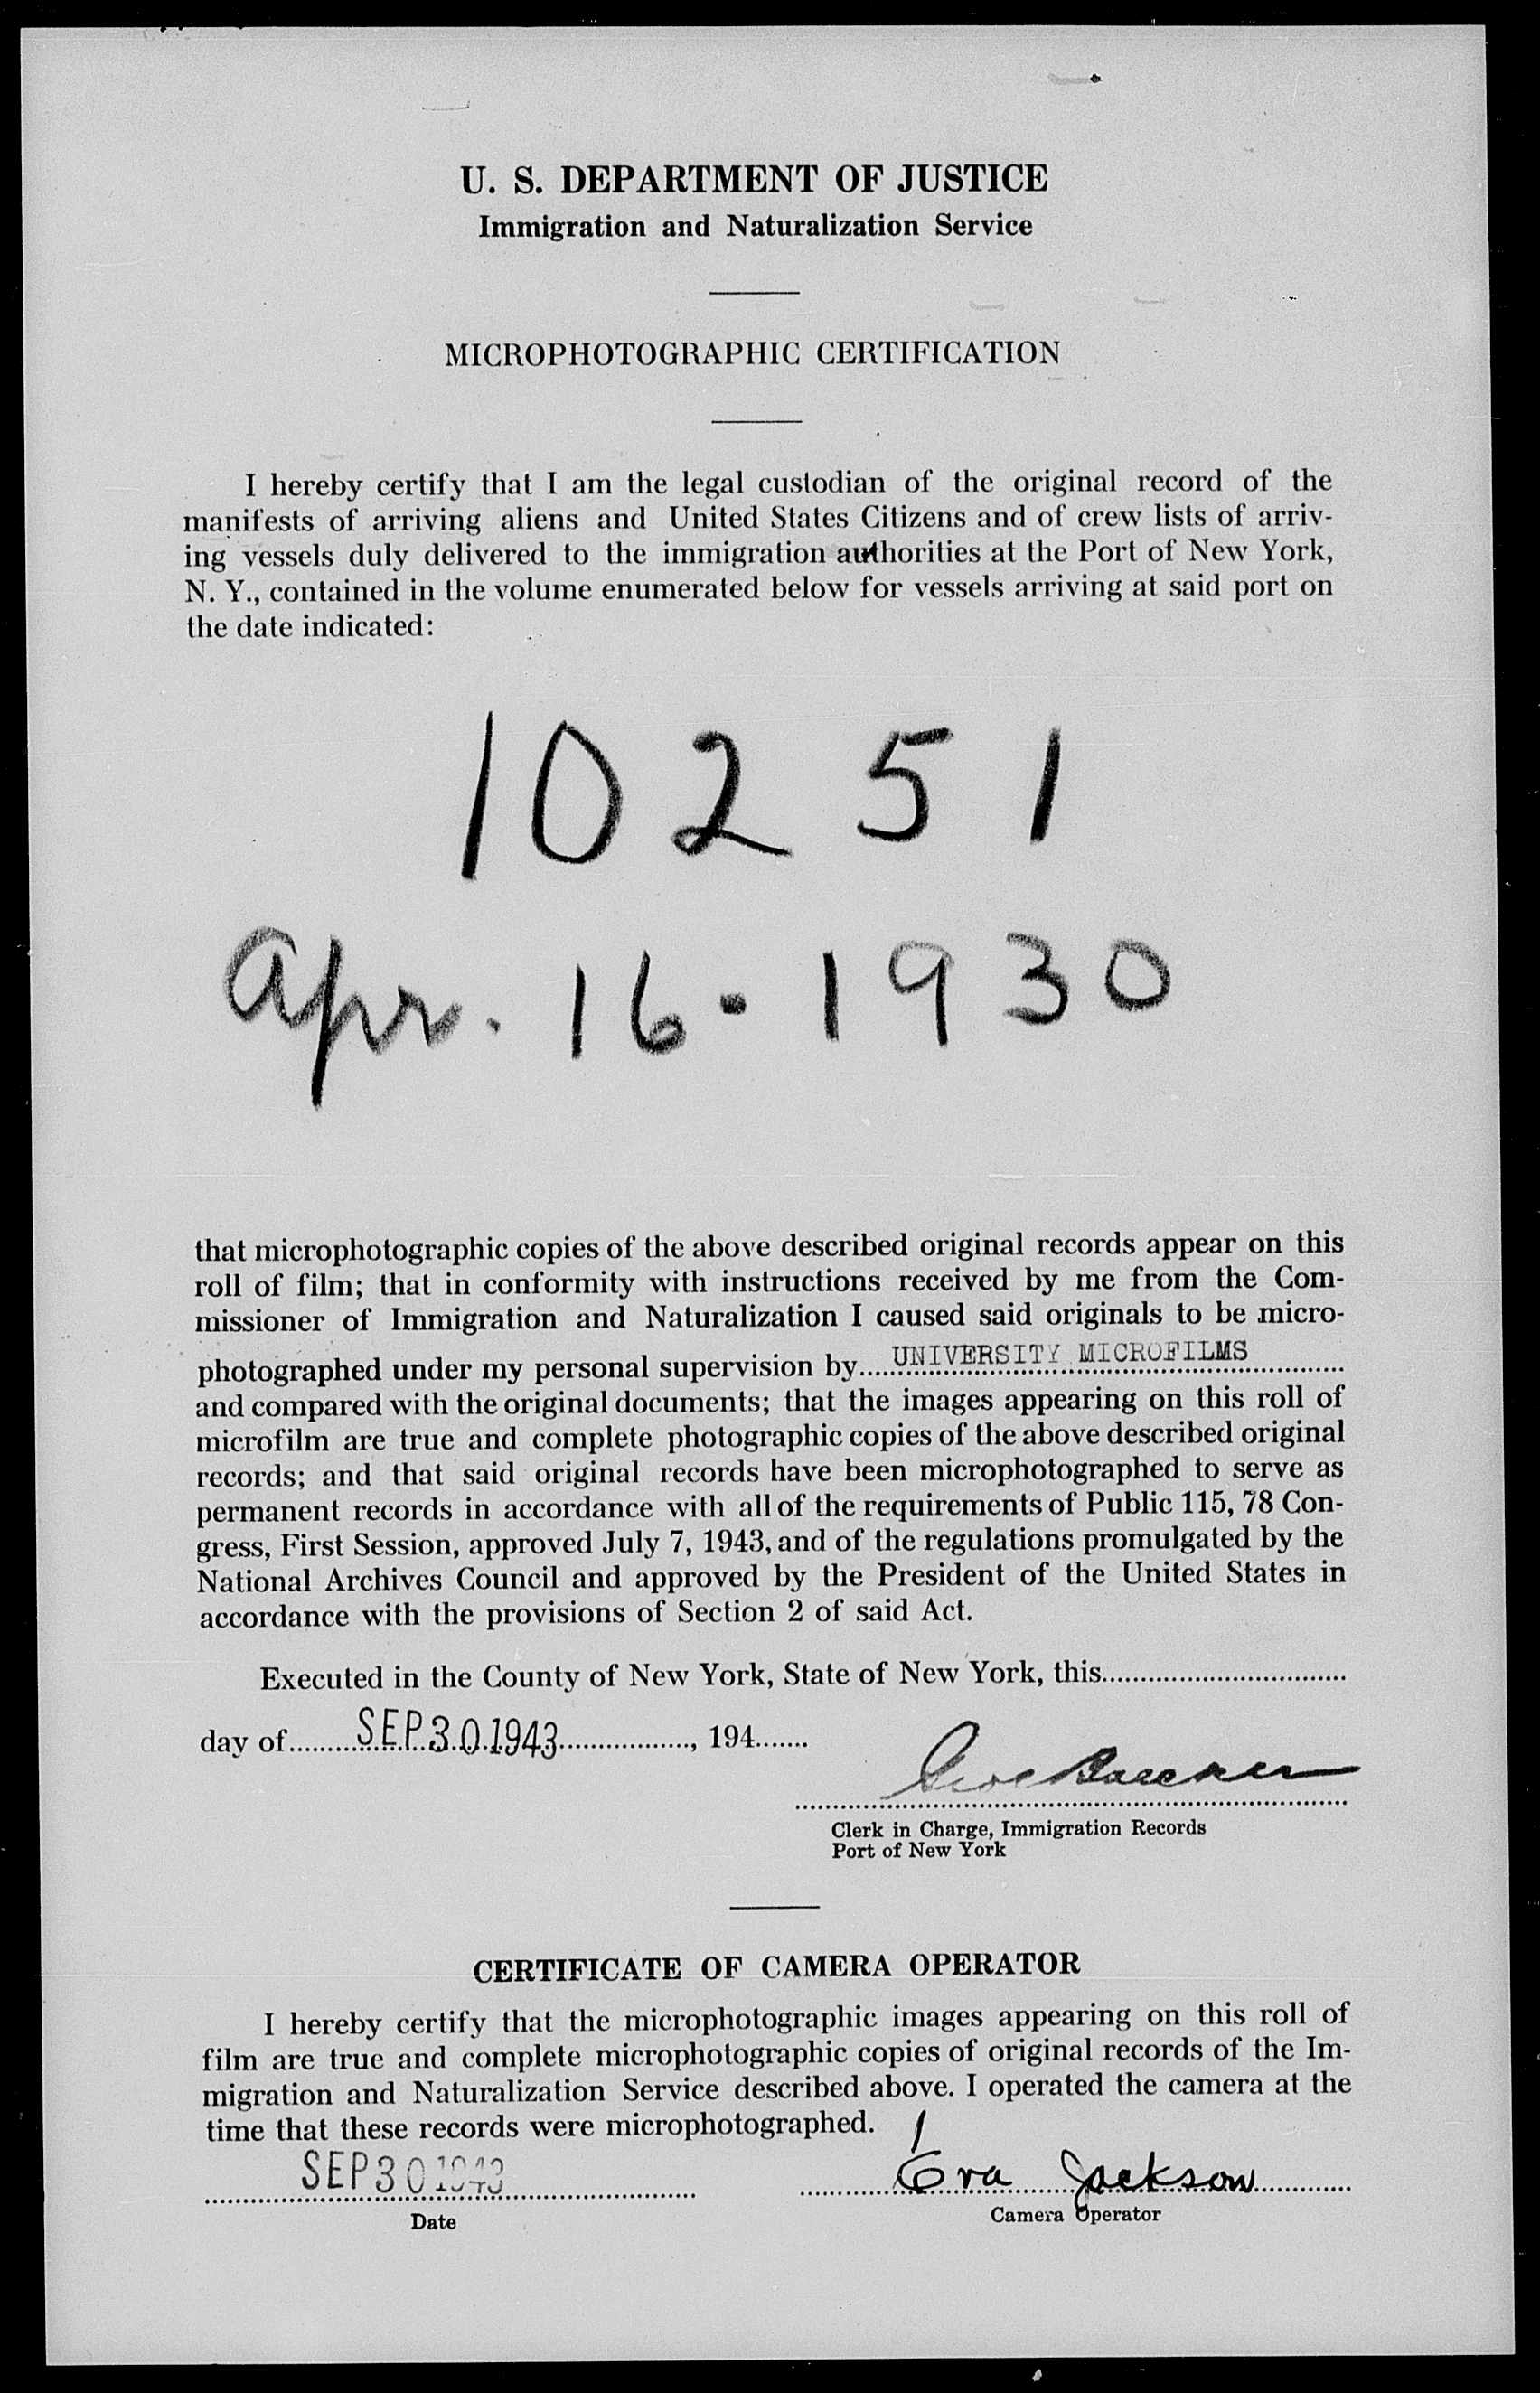 U. S. DEPARTMENT OF JUSTICE
Immigration and Naturalization Service
MICROPHOTOGRAPHIC CERTIFICATION
I hereby certify that I am the legal custodian of the original record of the
manifests of arriving aliens and United States Citizens and of crew lists of arriv-
ing vessels duly delivered to the immigration authorities at the Port of New York,
N. Y., contained in the volume enumerated below for vessels arriving at said port on
the date indicated:
10251
Apr. 16-1930
that microphotographic copies of the above described original records appear on this
roll of film; that in conformity with instructions received by me from the Com-
missioner of Immigration and Naturalization I caused said originals to be micro-
photographed under my personal supervision by....UNIVERSITY MICROFILMS
and compared with the original documents; that the images appearing on this roll of
microfilm are true and complete photographic copies of the above described original
records; and that said original records have been microphotographed to serve as
permanent records in accordance with all of the requirements of Public 115, 78 Con-
gress, First Session, approved July 7, 1943, and of the regulations promulgated by the
National Archives Council and approved by the President of the United States in
accordance with the provisions of Section 2 of said Act.
Executed in the County of New York, State of New York, this..............................
day of.........SEP 30 1943................., 194.......
Clerk in Charge, Immigration Records
Port of New York
CERTIFICATE OF CAMERA OPERATOR
I hereby certify that the microphotographic images appearing on this roll of
film are true and complete microphotographic copies of original records of the Im-
migration and Naturalization Service described above. I operated the camera at the
time that these records were microphotographed.
SEP 30 1943
Eva Jackson
Date
Camera Operator